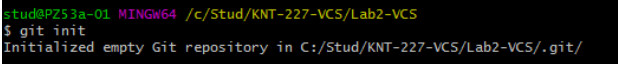 stud@PZ53a-01 MINGW64 /c/Stud/KNT-227-VCS/Lab2-VCS
$ git init
Initialized empty Git repository in C:/Stud/KNT-227-VCS/Lab2-VCS/.git/